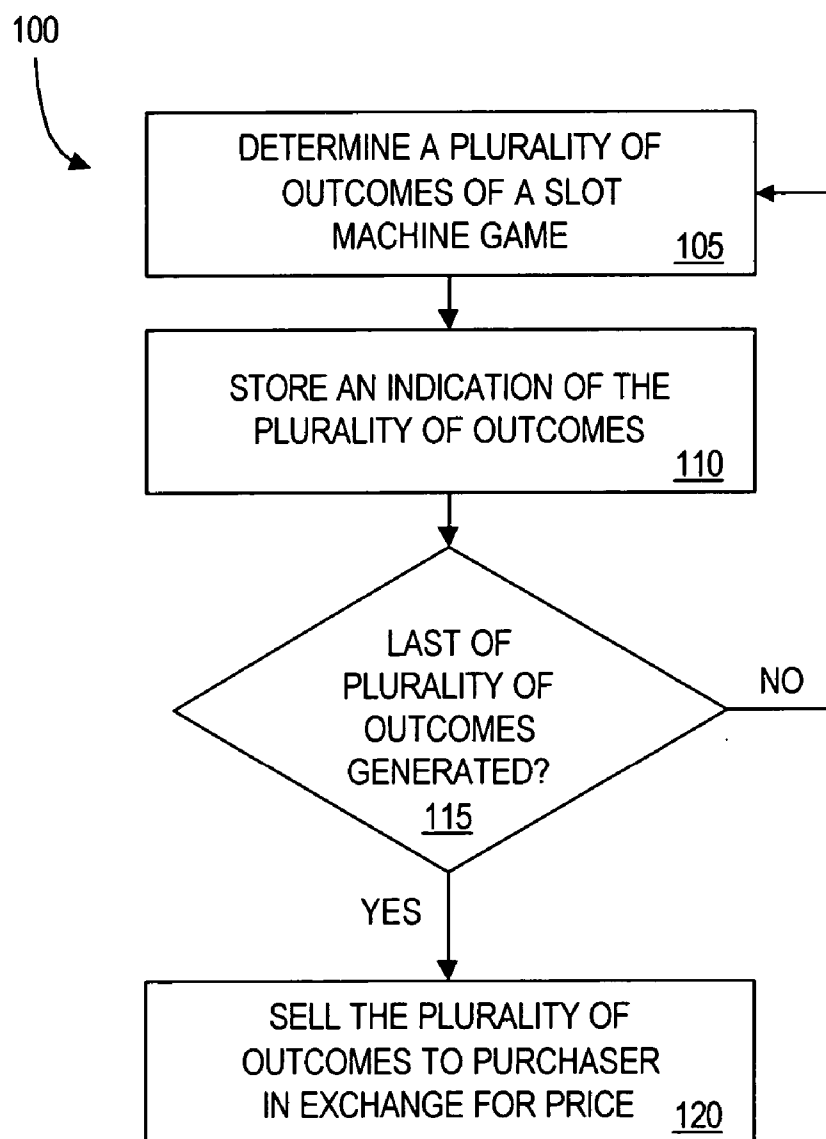 100
DETERMINE A PLURALITY OF
OUTCOMES OF A SLOT
MACHINE GAME
105
STORE AN INDICATION OF THE
PLURALITY OF OUTCOMES
110
LAST OF
PLURALITY OF
OUTCOMES
GENERATED?
115
NO
YES
SELL THE PLURALITY OF
OUTCOMES TO PURCHASER
IN EXCHANGE FOR PRICE
120